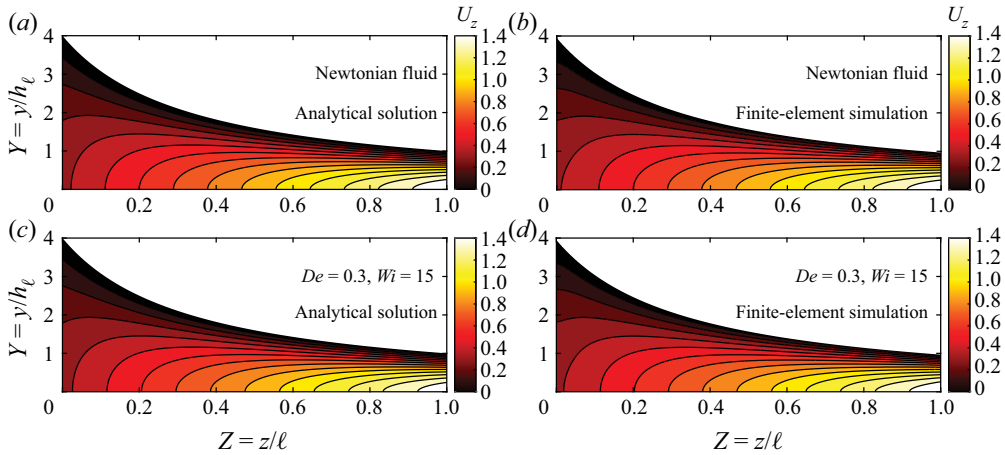 (a) U_z (b) U_z
4 1.4 4 1.4
Newtonian fluid 1.2 Newtonian fluid 1.2
3 1.0 3 1.0
Y = y/h_ℓ 2 Analytical solution 0.8 2 Finite-element simulation 0.8
0.6 0.6
1 0.4 1 0.4
0.2 0.2
0 0.2 0.4 0.6 0.8 1.0 0 0 0.2 0.4 0.6 0.8 1.0 0
(c) (d)
4 1.4 4 1.4
De = 0.3, Wi = 15 1.2 De = 0.3, Wi = 15 1.2
3 1.0 3 1.0
Y = y/h_ℓ 2 Analytical solution 0.8 2 Finite-element simulation 0.8
0.6 0.6
1 0.4 1 0.4
0.2 0.2
0 0.2 0.4 0.6 0.8 1.0 0 0 0.2 0.4 0.6 0.8 1.0 0
Z = z/ℓ Z = z/ℓ